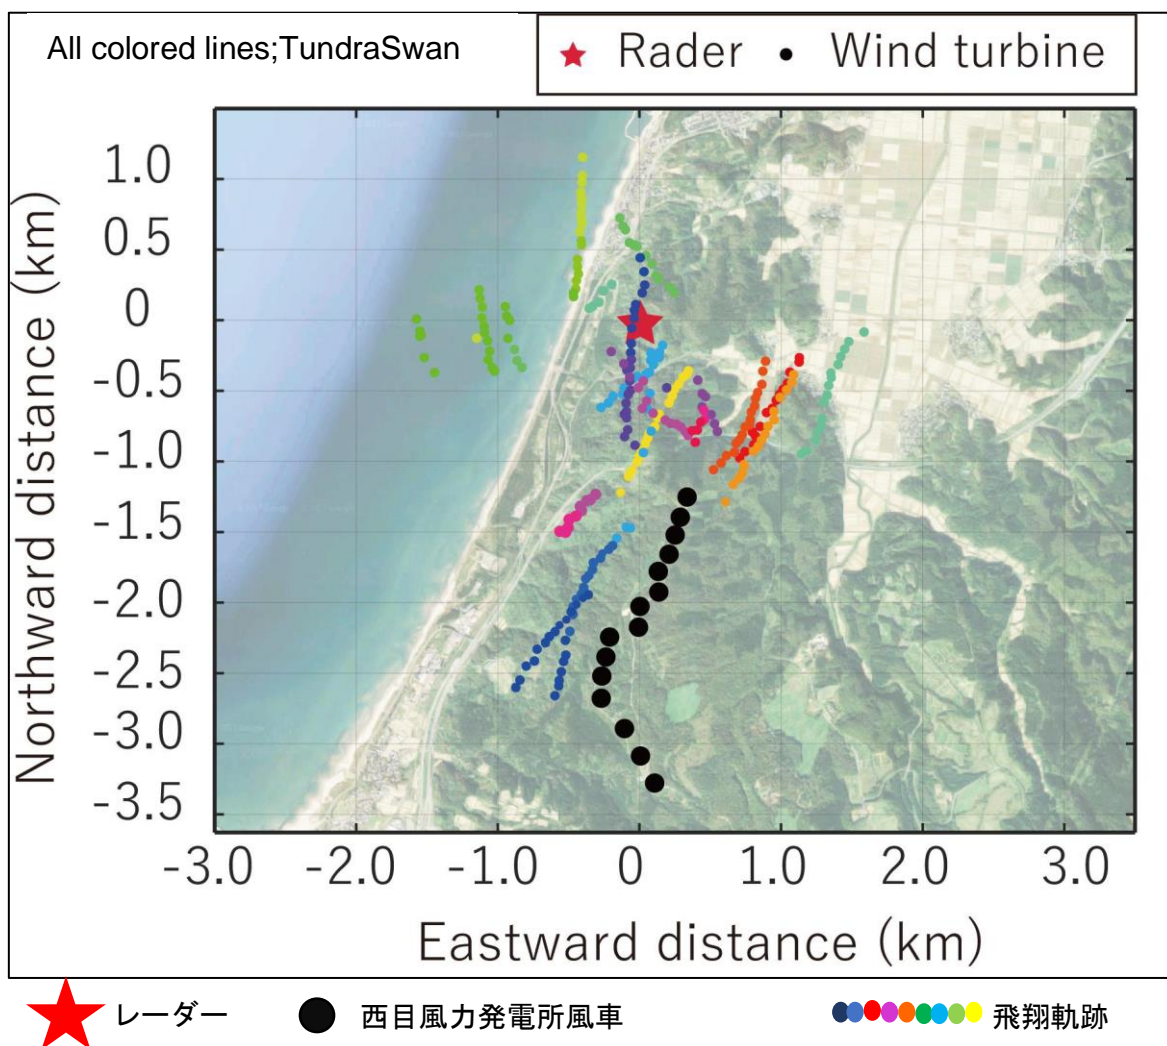 All colored lines;TundraSwan
★ Rader ● Wind turbine
Northward distance (km)
1.0
0.5
0
-0.5
-1.0
-1.5
-2.0
-2.5
-3.0
-3.5
-3.0 -2.0 -1.0 0 1.0 2.0 3.0
Eastward distance (km)
レーダー 西目風力発電所風車 飛翔軌跡